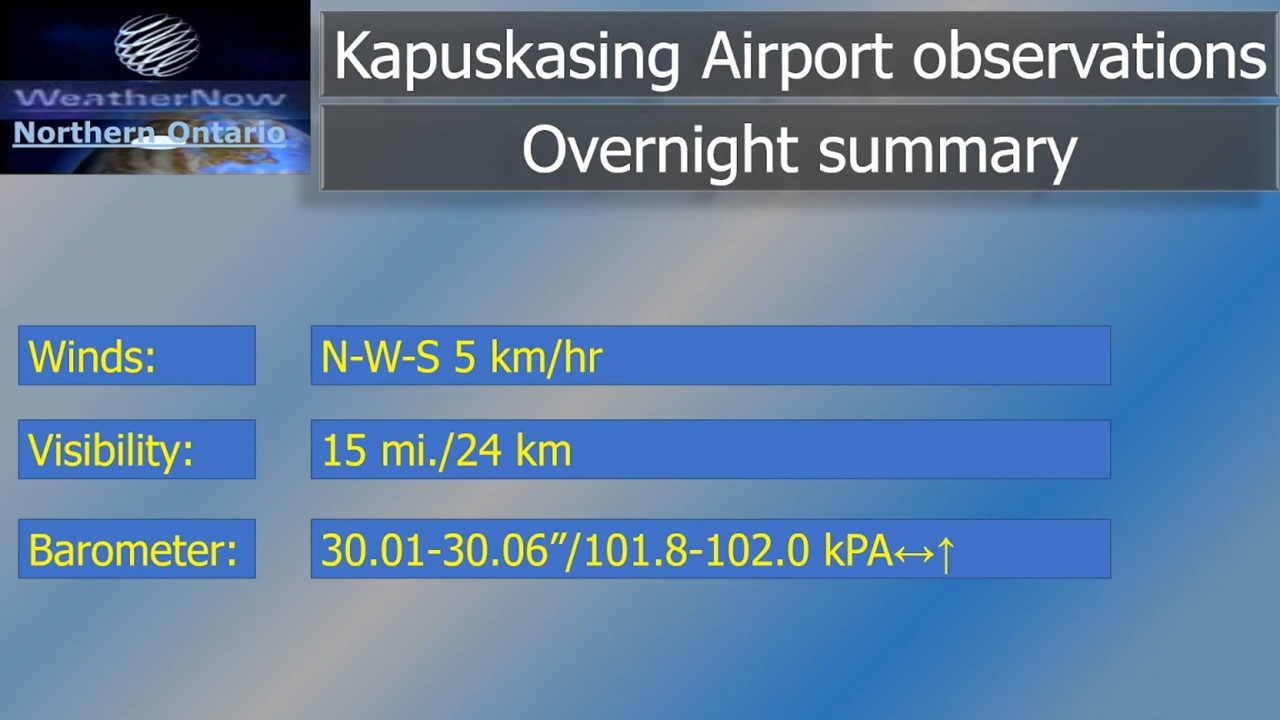 WeatherNow
Northern Ontario
Kapuskasing Airport observations
Overnight summary
Winds: N-W-S 5 km/hr
Visibility: 15 mi./24 km
Barometer: 30.01-30.06”/101.8-102.0 kPA↔↑